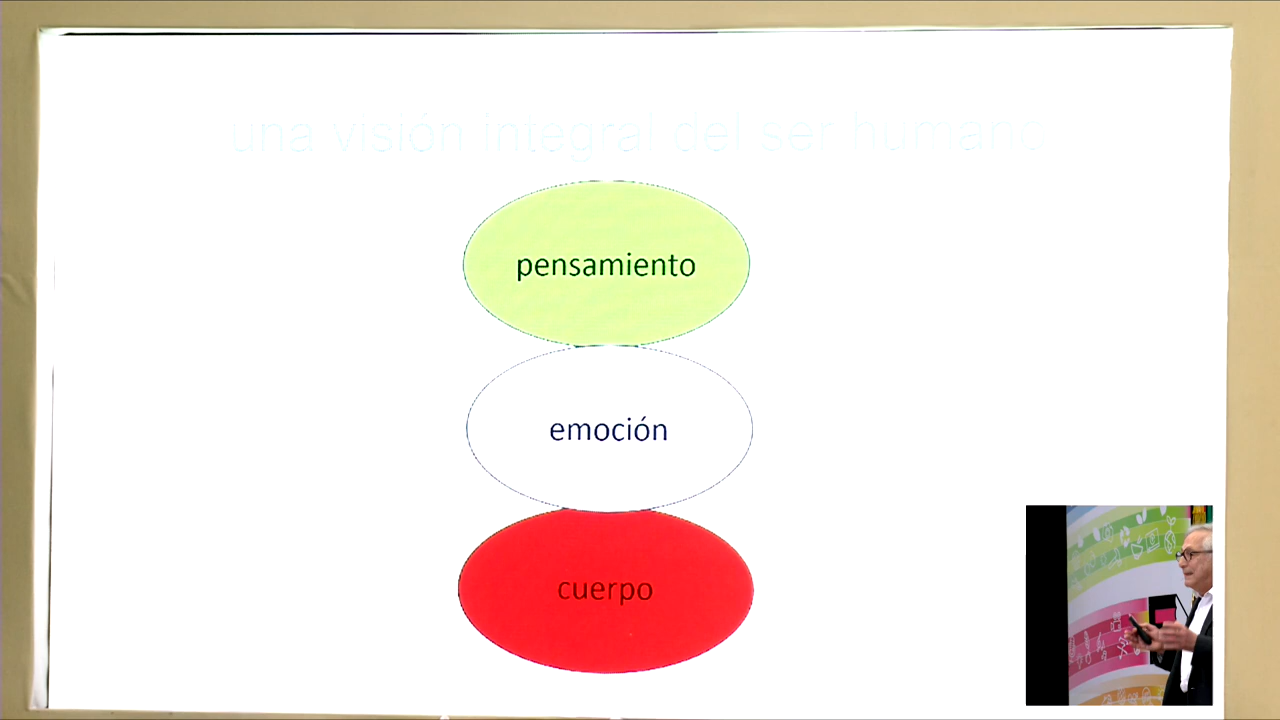 una visión integral del ser humano
pensamiento
emoción
cuerpo